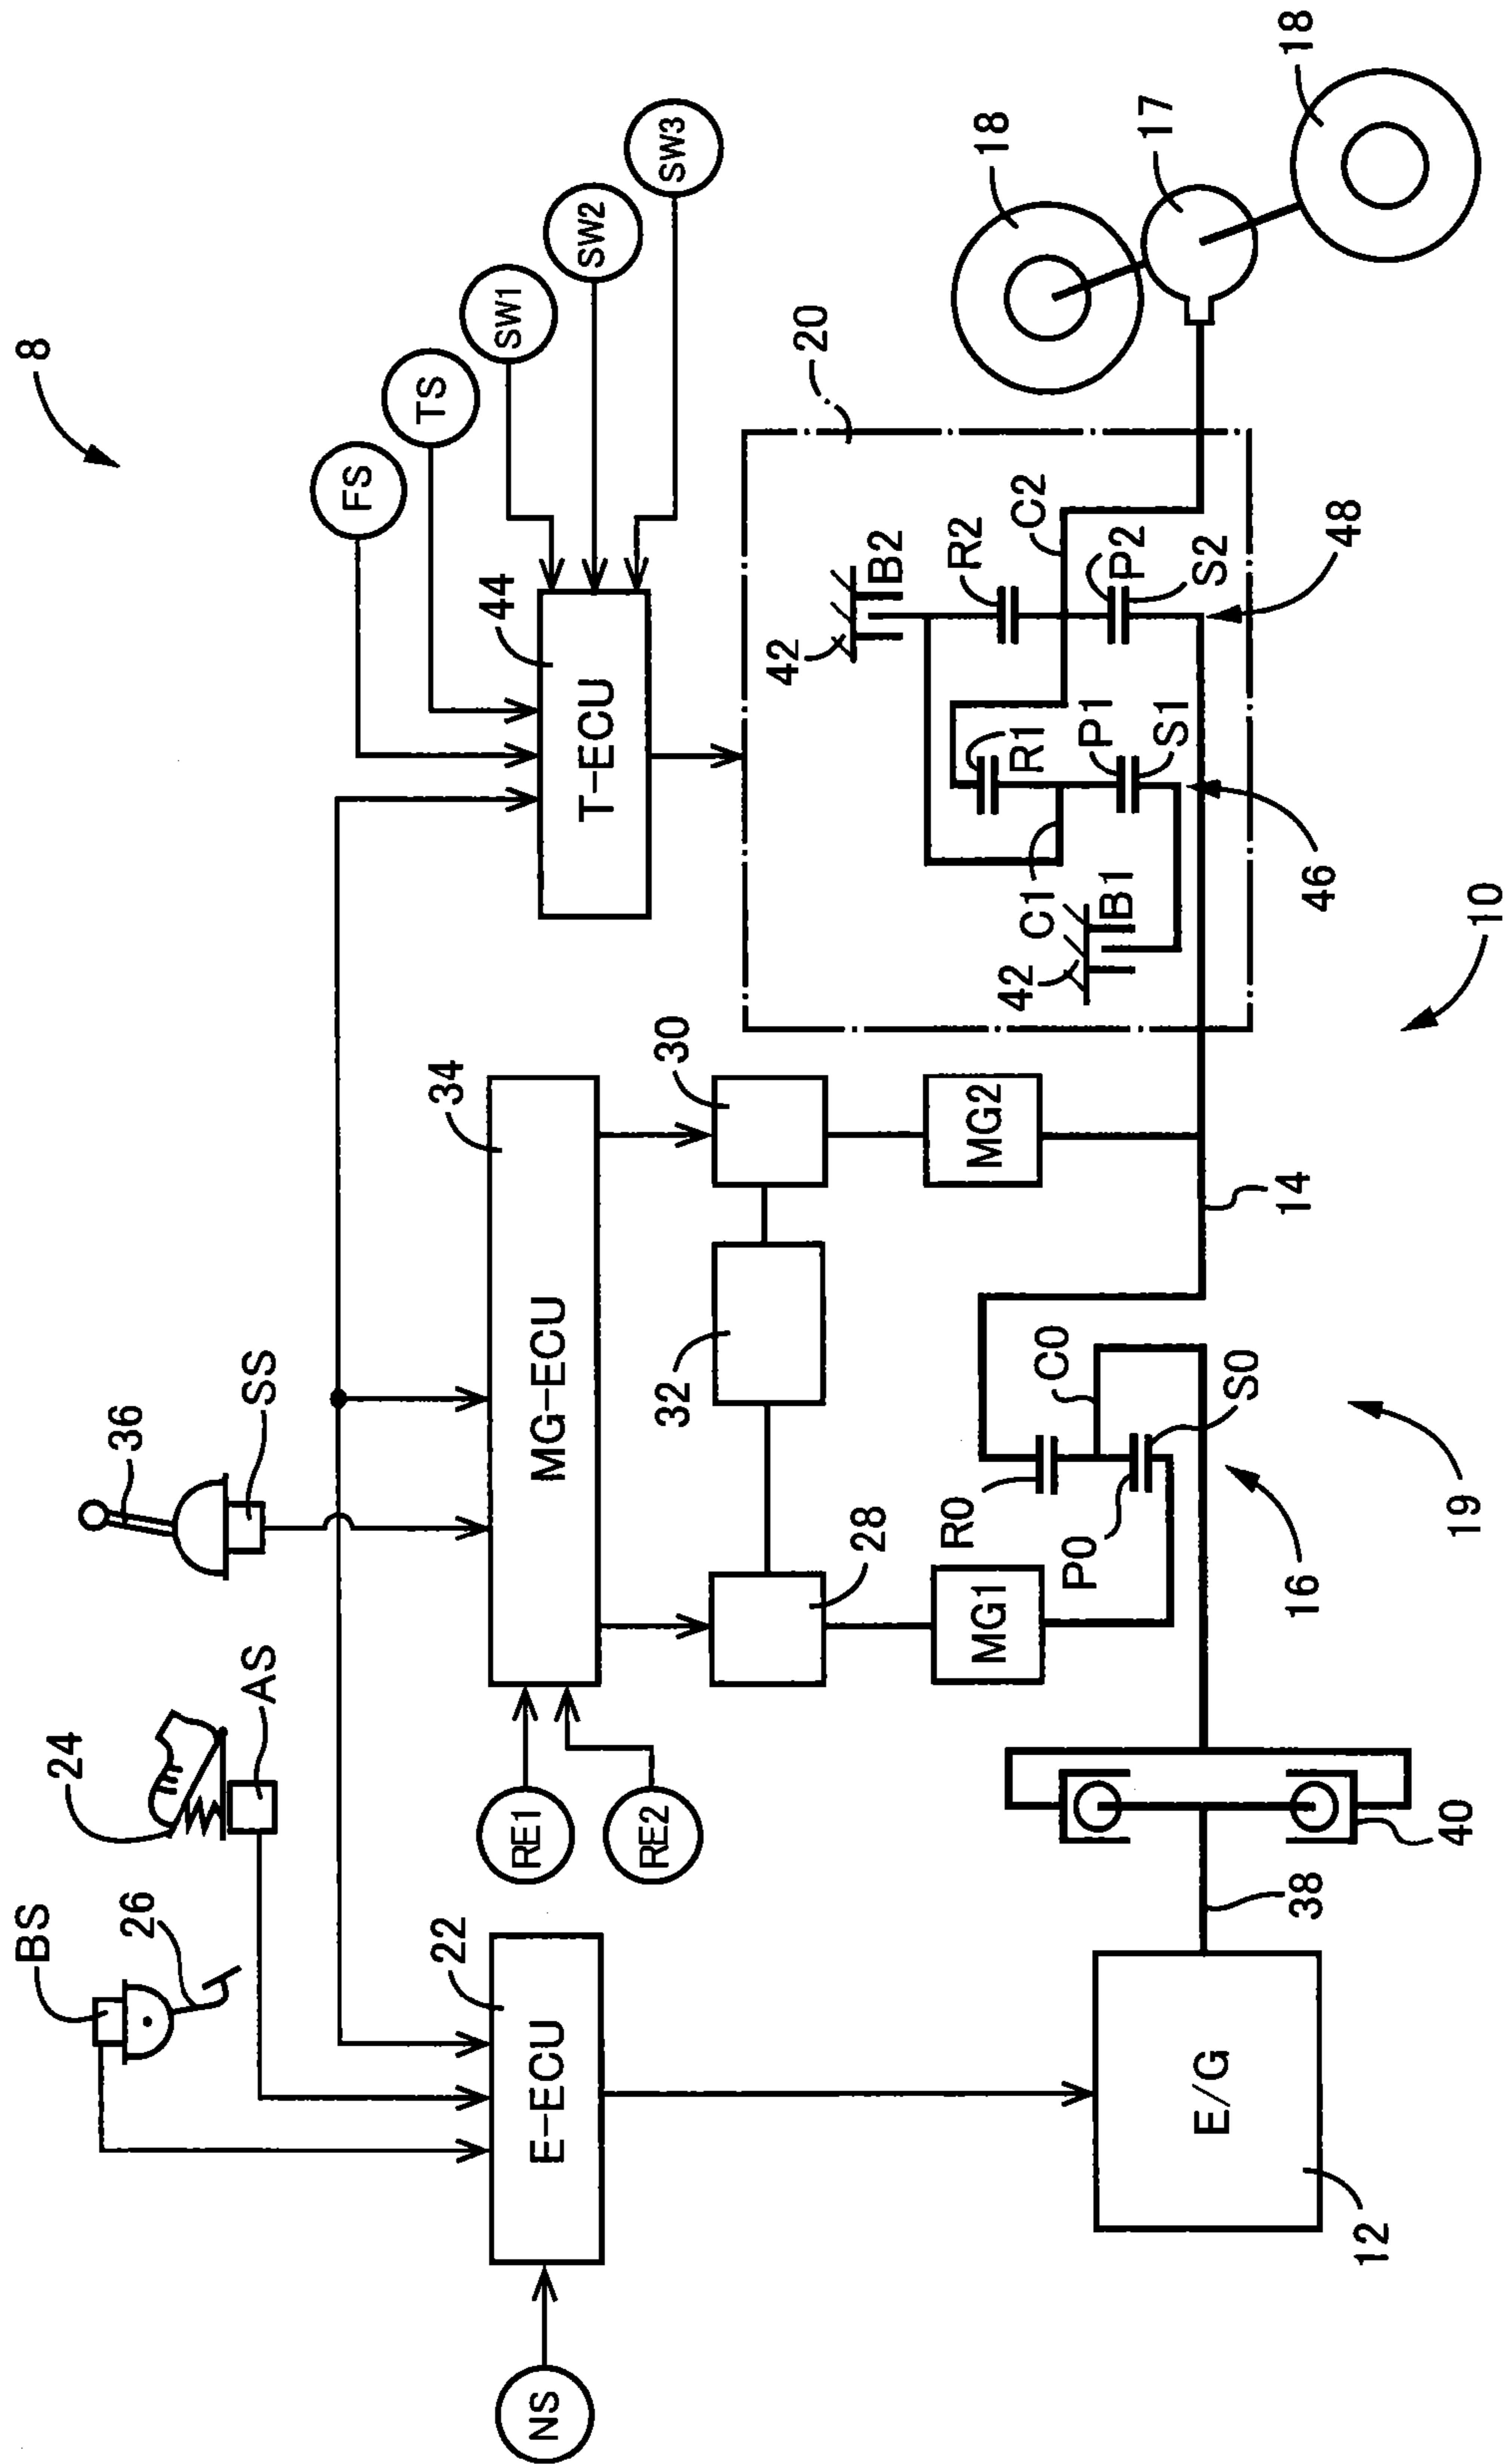 8
BS
26
24
AS
36
SS
FS
TS
SW1
SW2
SW3
NS
22
E-ECU
RE1
RE2
34
MG-ECU
44
T-ECU
28
32
30
MG1
MG2
20
42
B2
R2
C2
P2
S2
48
R1
P1
S1
C1
42
B1
46
18
17
18
12
E/G
38
40
R0
P0
C0
S0
16
19
14
10